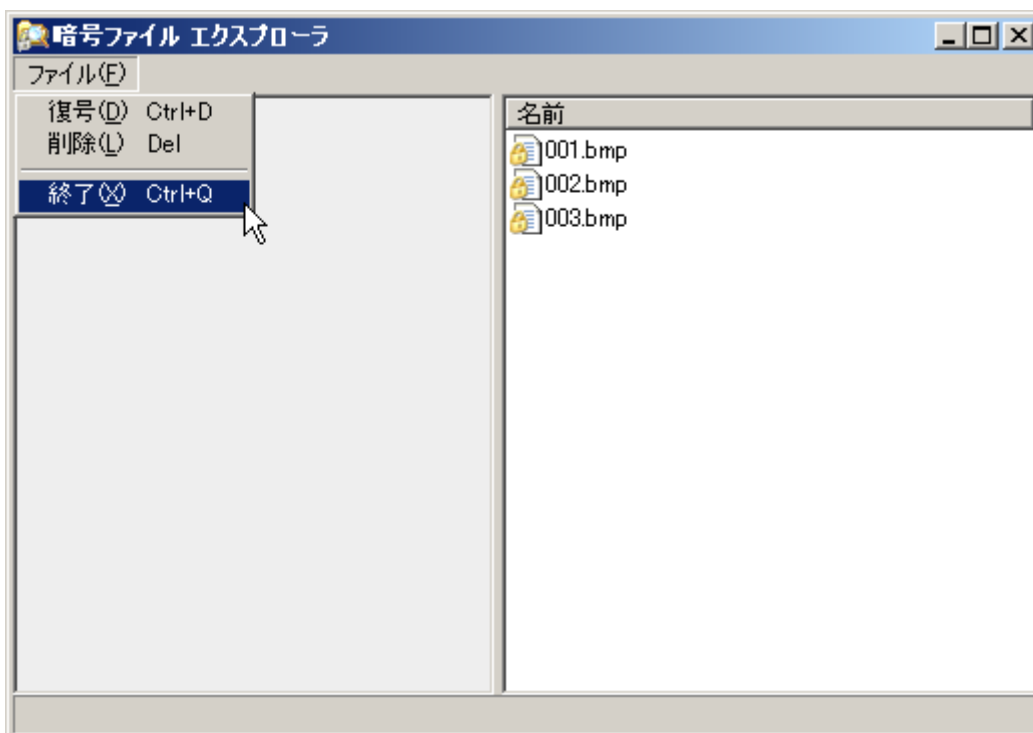 暗号ファイル エクスプローラ
ファイル(F)
復号(D) Ctrl+D
削除(L) Del
終了(X) Ctrl+Q
名前
001.bmp
002.bmp
003.bmp